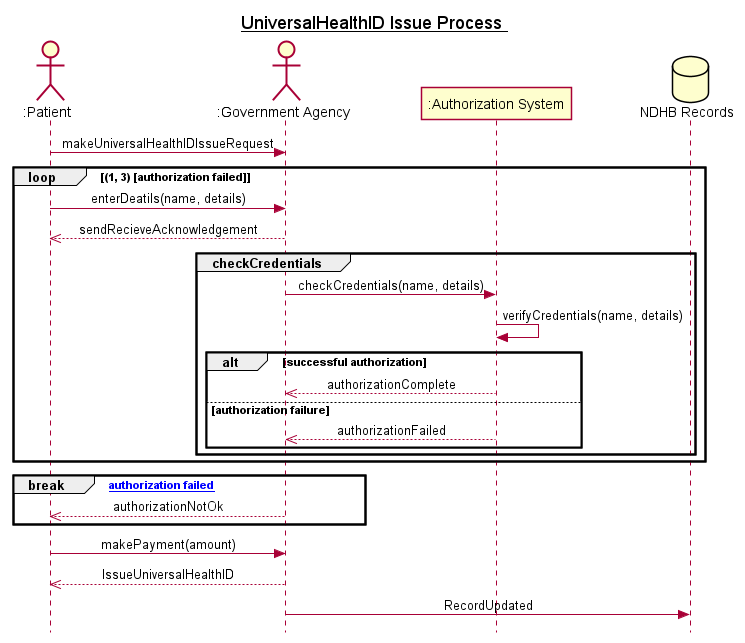 UniversalHealthID Issue Process
:Patient
:Government Agency
:Authorization System
NDHB Records
makeUniversalHealthIDIssueRequest
loop [(1, 3) [authorization failed]]
enterDeatils(name, details)
sendRecieveAcknowledgement
checkCredentials
checkCredentials(name, details)
verifyCredentials(name, details)
alt [successful authorization]
authorizationComplete
[authorization failure]
authorizationFailed
break authorization failed
authorizationNotOk
makePayment(amount)
IssueUniversalHealthID
RecordUpdated